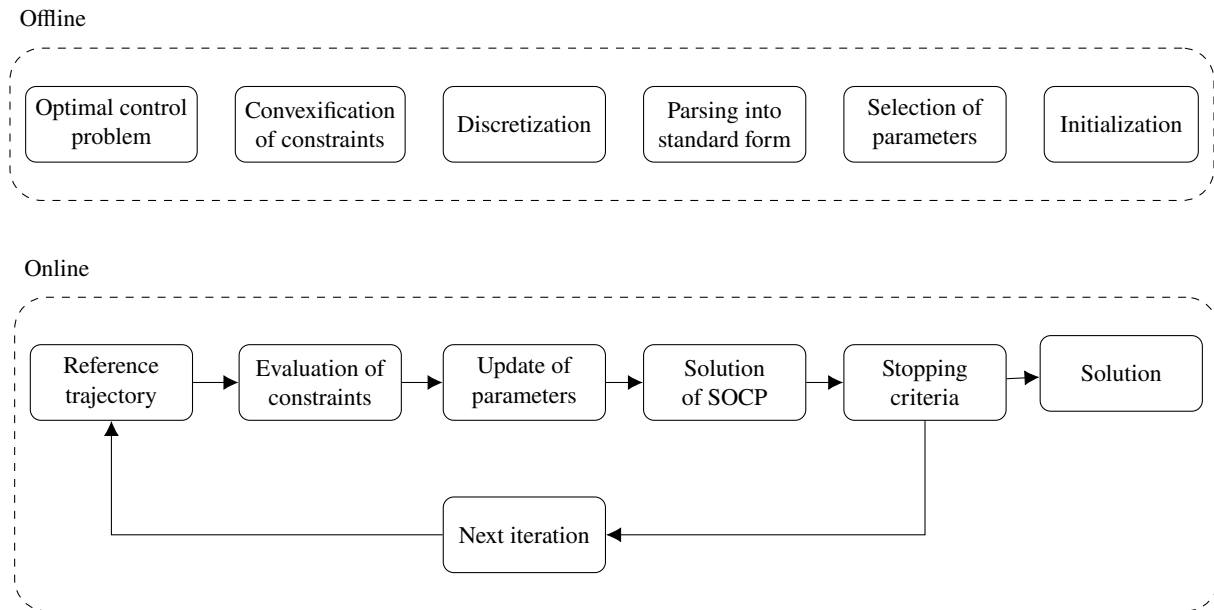 Offline
Optimal control
problem
Convexification
of constraints
Discretization
Parsing into
standard form
Selection of
parameters
Initialization
Online
Reference
trajectory
Evaluation of
constraints
Update of
parameters
Solution
of SOCP
Stopping
criteria
Solution
Next iteration